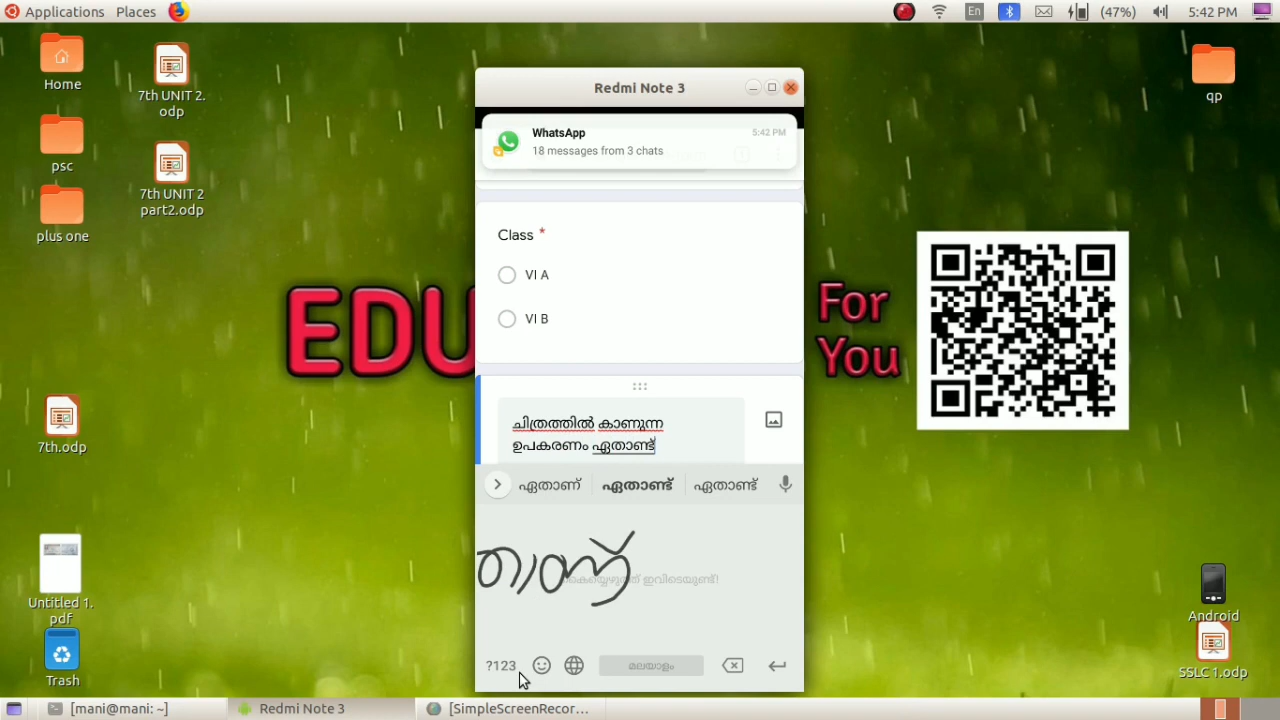 Applications Places En (47%) 5:42 PM
Home
7th UNIT 2.
odp
psc
7th UNIT 2
part2.odp
plus one
7th.odp
Untitled 1.
pdf
Trash
qp
Android
SSLC 1.odp
EDU
For
You
Redmi Note 3
WhatsApp 5:42 PM
18 messages from 3 chats
Class *
VI A
VI B
ചിത്രത്തിൽ കാണുന്ന
ഉപകരണം ഏതാണ്ട്
ഏതാണ് ഏതാണ്ട് ഏതാണ്ട്
താണ്
കൈയ്യെഴുത്ത് ഇവിടെയുണ്ട്!
?123 മലയാളം
[mani@mani: ~] Redmi Note 3 [SimpleScreenRecor...